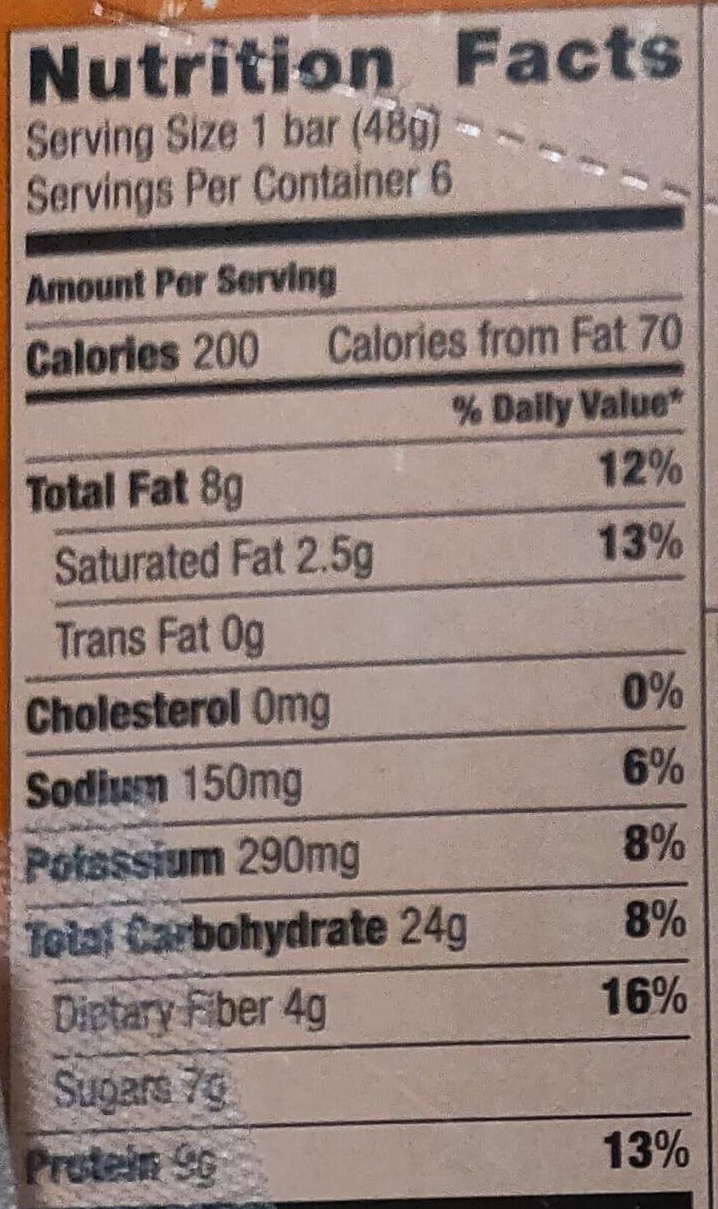 Nutrition Facts
Serving Size 1 bar (48g)
Servings Per Container 6
Amount Per Serving
Calories 200 Calories from Fat 70
% Daily Value*
Total Fat 8g 12%
Saturated Fat 2.5g 13%
Trans Fat 0g
Cholesterol 0mg 0%
Sodium 150mg 6%
Potassium 290mg 8%
Total Carbohydrate 24g 8%
Dietary Fiber 4g 16%
Sugars 7g
Protein 9g 13%